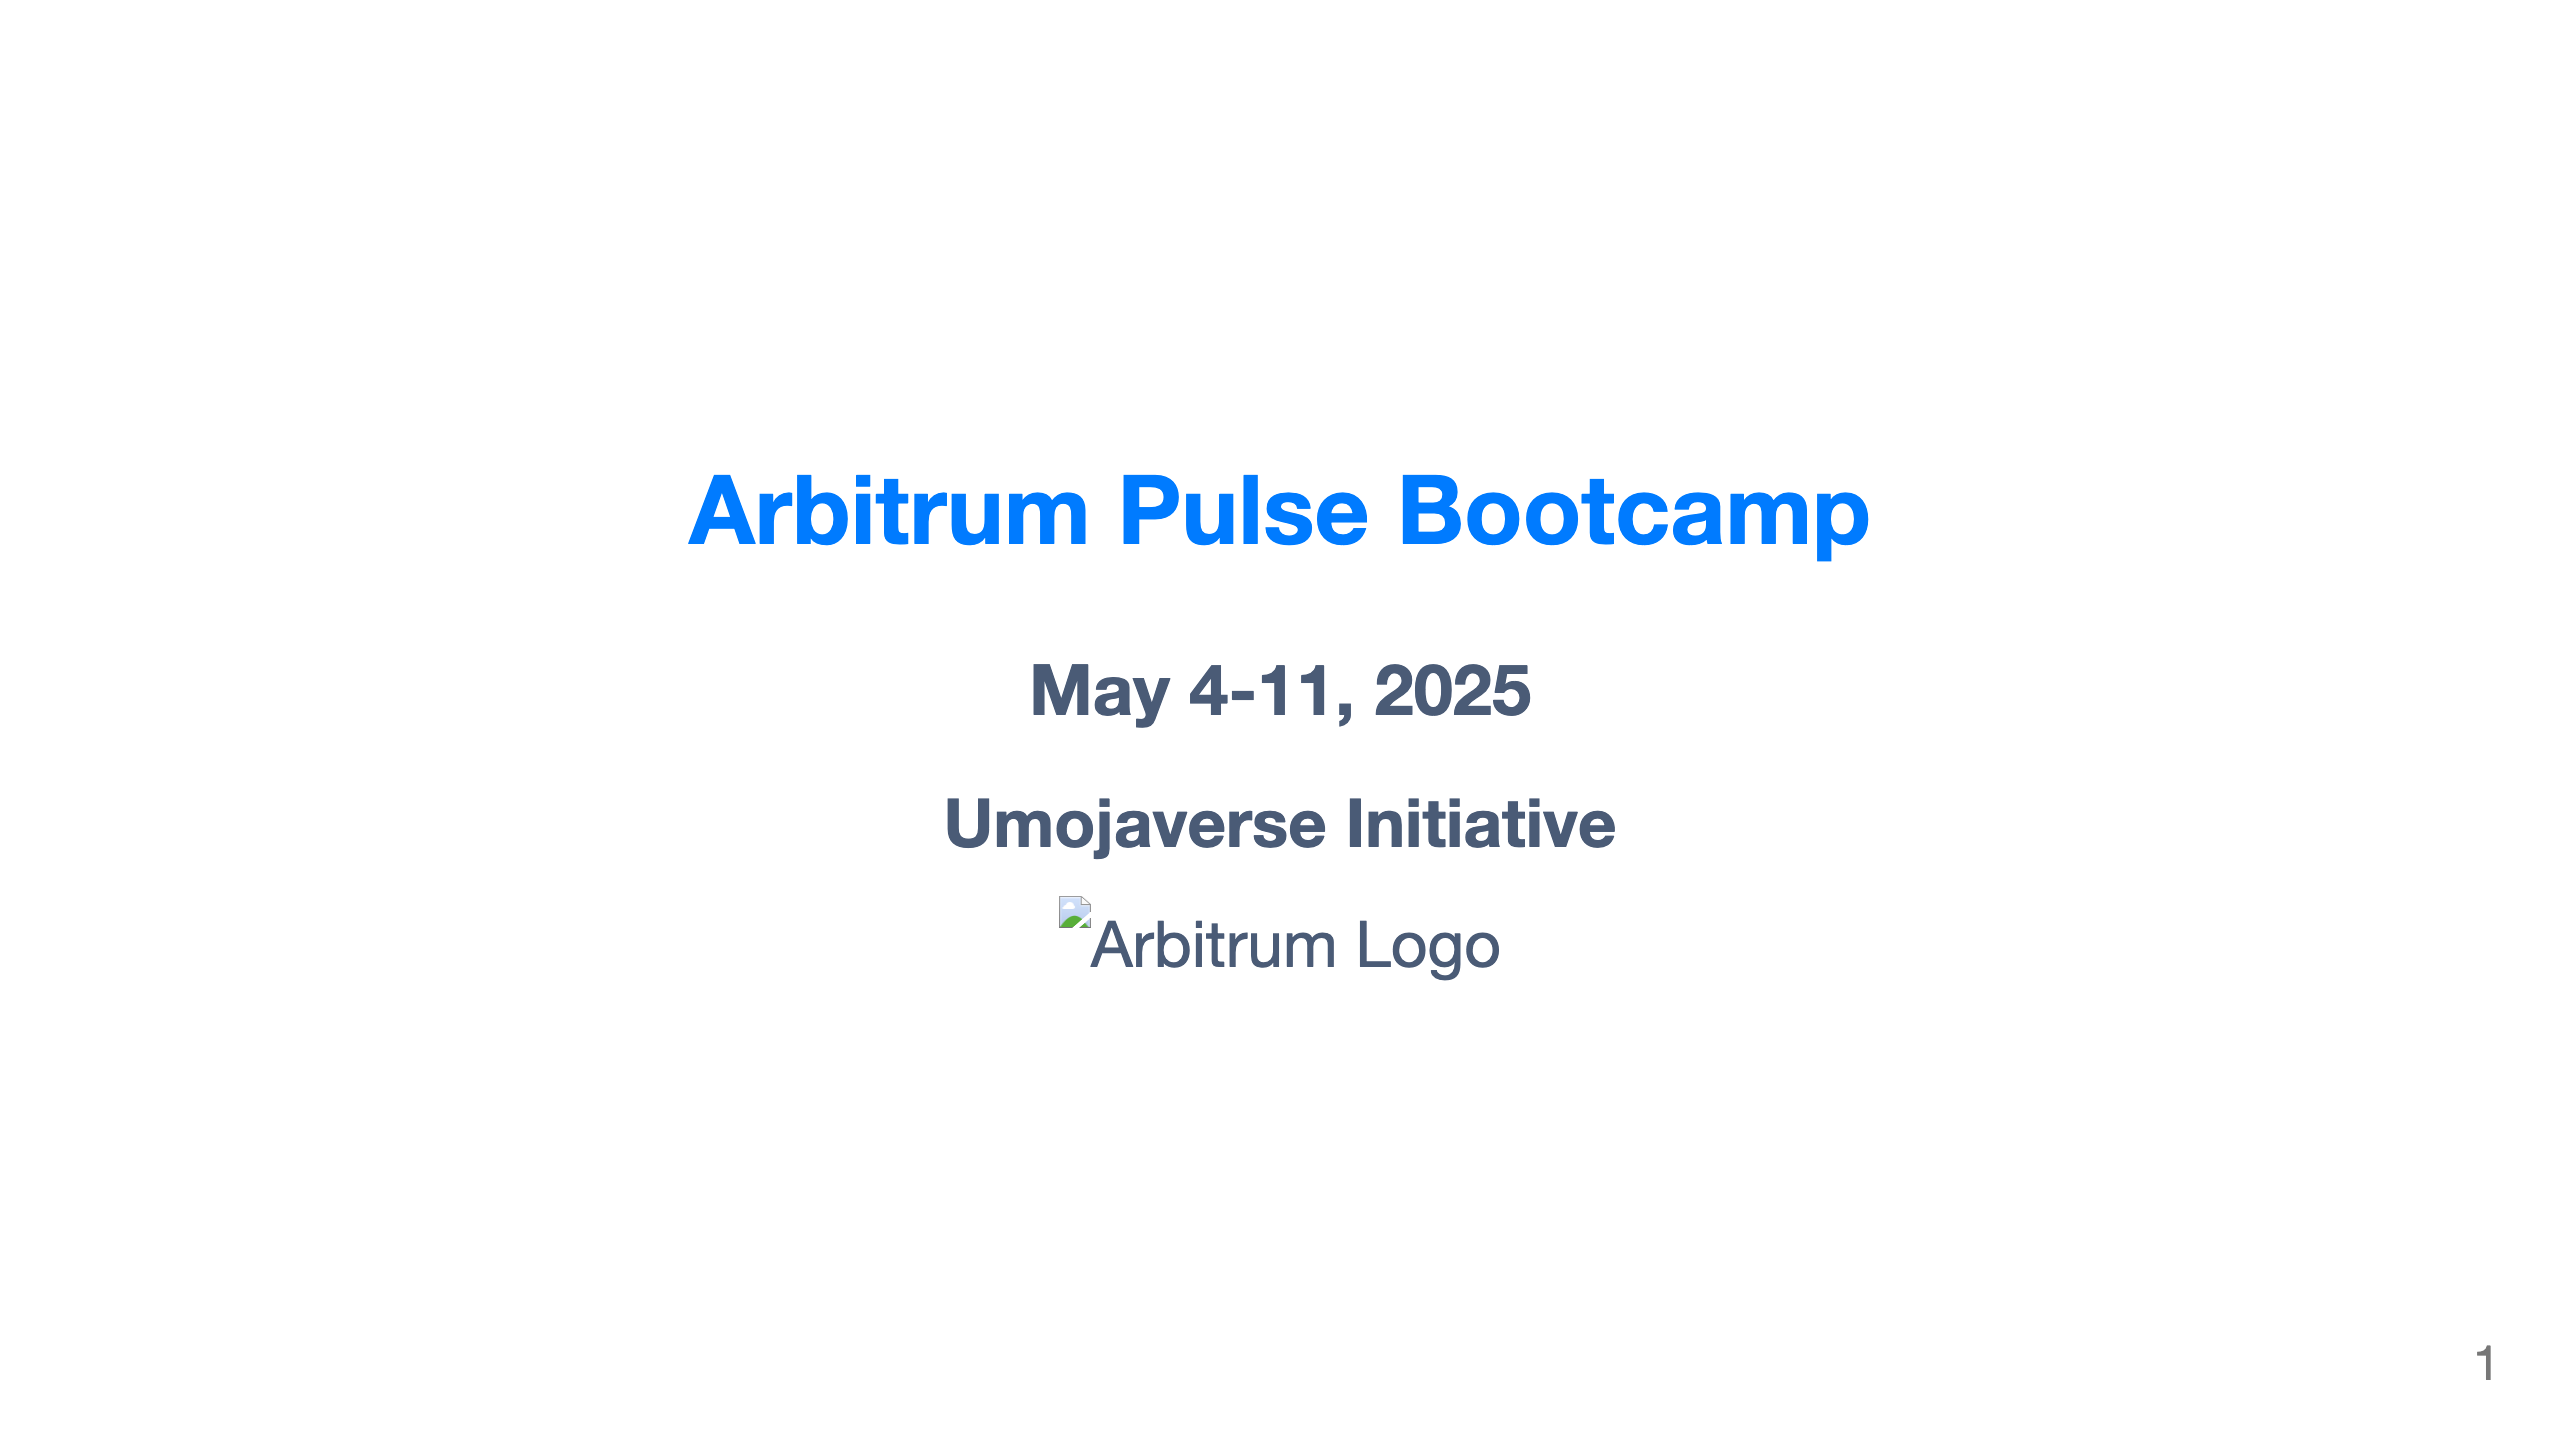 Arbitrum Pulse Bootcamp
May 4-11, 2025
Umojaverse Initiative
Arbitrum Logo
1